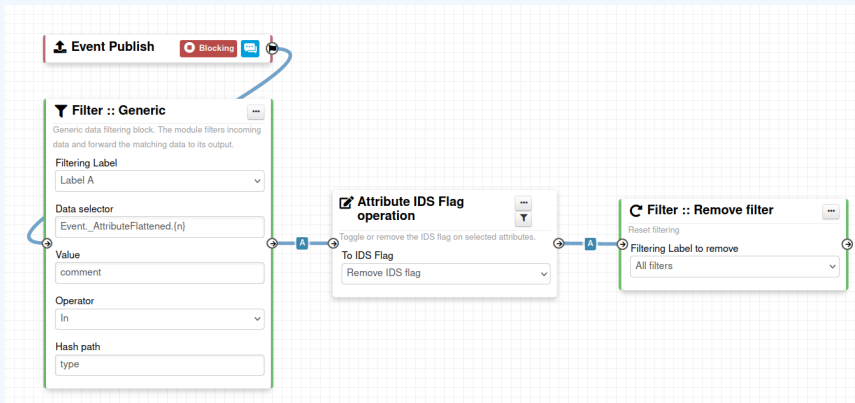 Event Publish
Blocking
Filter :: Generic
Generic data filtering block. The module filters incoming
data and forward the matching data to its output.
Filtering Label
Label A
Data selector
Event._AttributeFlattened.{n}
Value
comment
Operator
In
Hash path
type
A
Attribute IDS Flag
operation
Toggle or remove the IDS flag on selected attributes.
To IDS Flag
Remove IDS flag
A
Filter :: Remove filter
Reset filtering
Filtering Label to remove
All filters